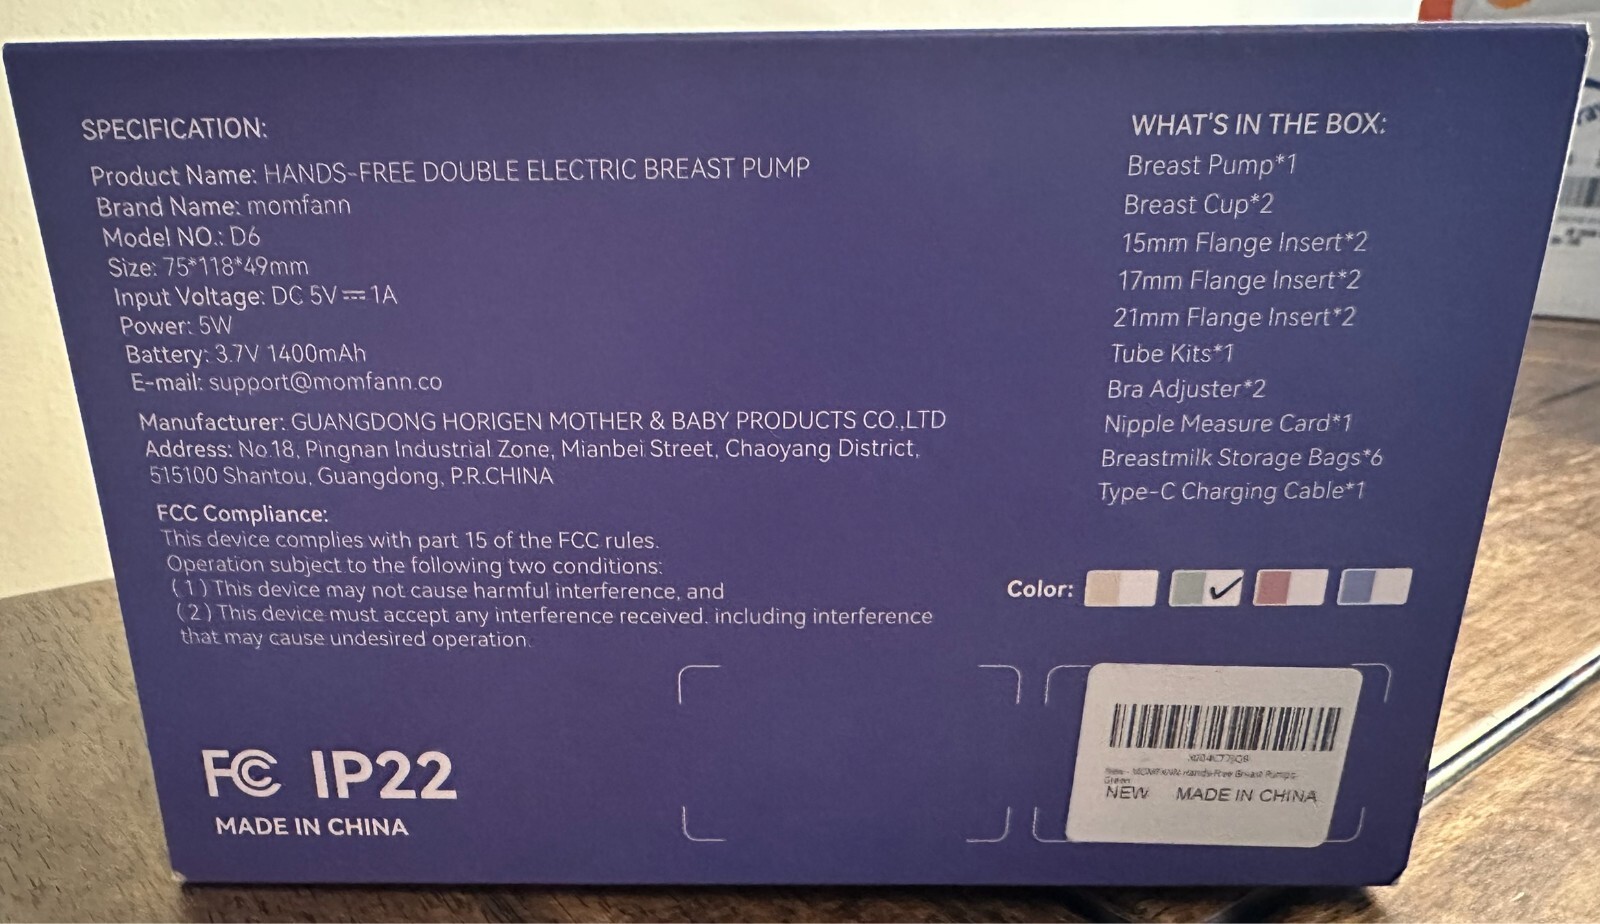 SPECIFICATION:
Product Name: HANDS-FREE DOUBLE ELECTRIC BREAST PUMP
Brand Name: momfann
Model NO.: D6
Size: 75*118*49mm
Input Voltage: DC 5V⎓1A
Power: 5W
Battery: 3.7V 1400mAh
E-mail: support@momfann.co
Manufacturer: GUANGDONG HORIGEN MOTHER & BABY PRODUCTS CO.,LTD
Address: No.18, Pingnan Industrial Zone, Mianbei Street, Chaoyang District,
515100 Shantou, Guangdong, P.R.CHINA
FCC Compliance:
This device complies with part 15 of the FCC rules.
Operation subject to the following two conditions:
(1) This device may not cause harmful interference, and
(2) This device must accept any interference received. including interference
that may cause undesired operation.
FC IP22
MADE IN CHINA
WHAT'S IN THE BOX:
Breast Pump*1
Breast Cup*2
15mm Flange Insert*2
17mm Flange Insert*2
21mm Flange Insert*2
Tube Kits*1
Bra Adjuster*2
Nipple Measure Card*1
Breastmilk Storage Bags*6
Type-C Charging Cable*1
Color:
New - MOMFANN Hands-Free Breast Pumps-
Green
NEW MADE IN CHINA